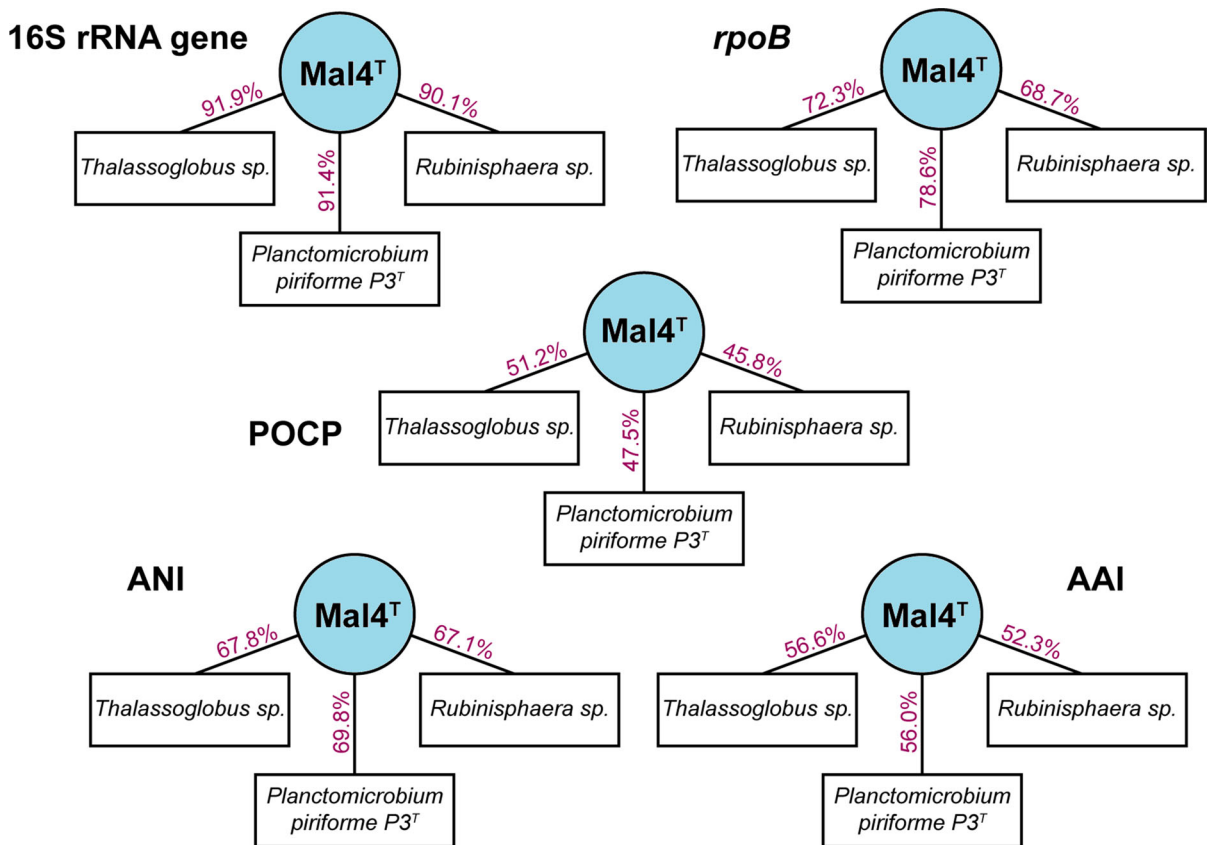 16S rRNA gene
Mal4ᵀ
91.9%
90.1%
91.4%
Thalassoglobus sp.
Rubinisphaera sp.
Planctomicrobium
piriforme P3ᵀ
rpoB
Mal4ᵀ
72.3%
68.7%
78.6%
Thalassoglobus sp.
Rubinisphaera sp.
Planctomicrobium
piriforme P3ᵀ
POCP
Mal4ᵀ
51.2%
45.8%
47.5%
Thalassoglobus sp.
Rubinisphaera sp.
Planctomicrobium
piriforme P3ᵀ
ANI
Mal4ᵀ
67.8%
67.1%
69.8%
Thalassoglobus sp.
Rubinisphaera sp.
Planctomicrobium
piriforme P3ᵀ
AAI
Mal4ᵀ
56.6%
52.3%
56.0%
Thalassoglobus sp.
Rubinisphaera sp.
Planctomicrobium
piriforme P3ᵀ